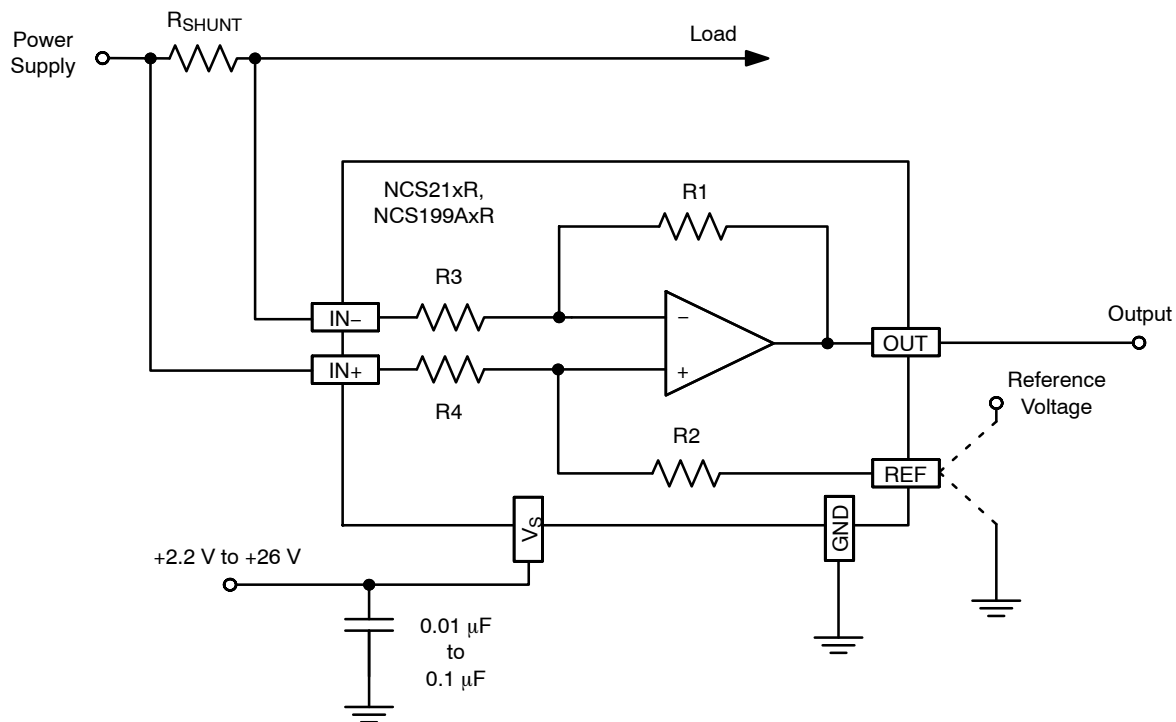 RSHUNT
Power
Supply
Load
NCS21xR,
NCS199AxR
R1
R3
IN−
−
OUT
Output
IN+
+
R4
Reference
Voltage
R2
REF
VS
GND
+2.2 V to +26 V
0.01 μF
to
0.1 μF